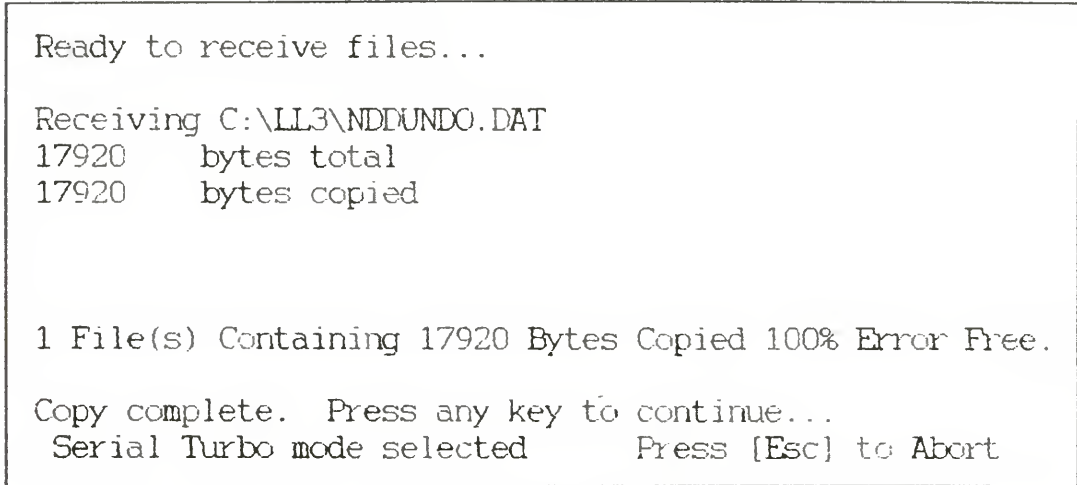 Ready to receive files...
Receiving C:\LL3\NDDUNDO.DAT
17920 bytes total
17920 bytes copied
1 File(s) Containing 17920 Bytes Copied 100% Error Free.
Copy complete. Press any key to continue...
Serial Turbo mode selected Press [Esc] to Abort